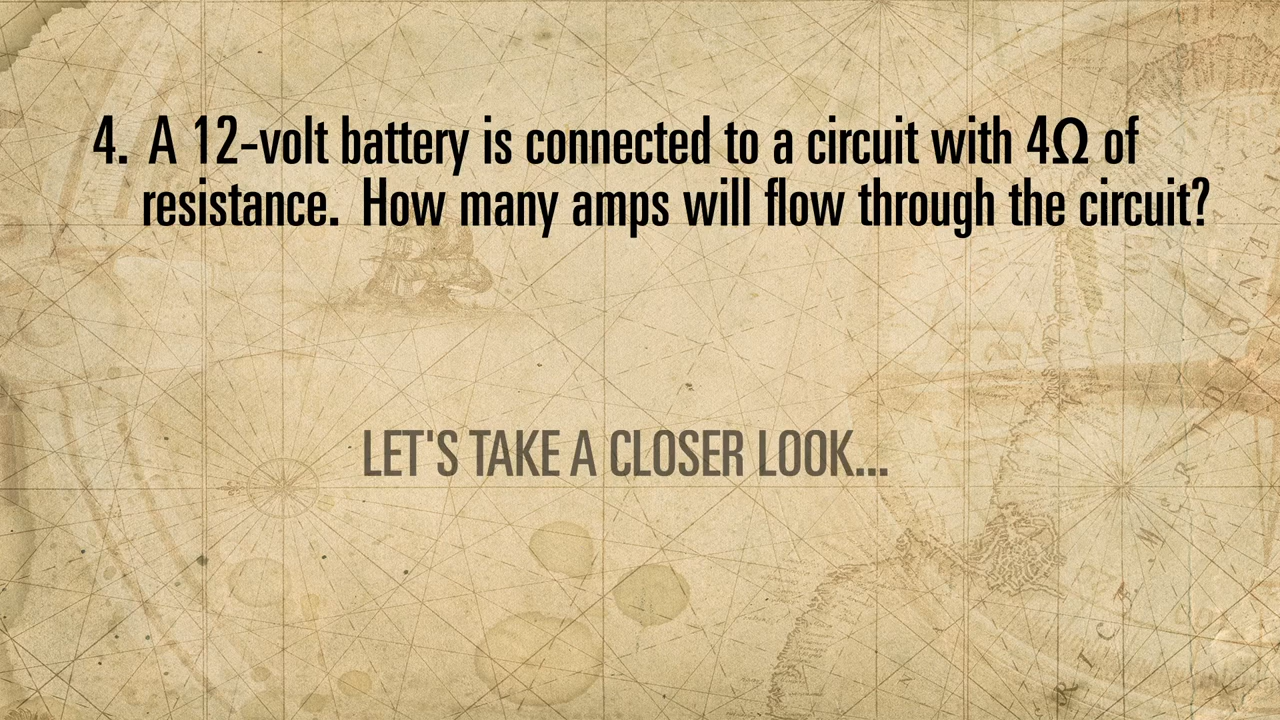 4. A 12-volt battery is connected to a circuit with 4Ω of
resistance. How many amps will flow through the circuit?
LET'S TAKE A CLOSER LOOK...